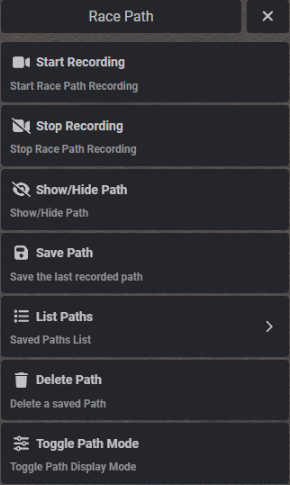 Race Path
Start Recording
Start Race Path Recording
Stop Recording
Stop Race Path Recording
Show/Hide Path
Show/Hide Path
Save Path
Save the last recorded path
List Paths
Saved Paths List
Delete Path
Delete a saved Path
Toggle Path Mode
Toggle Path Display Mode